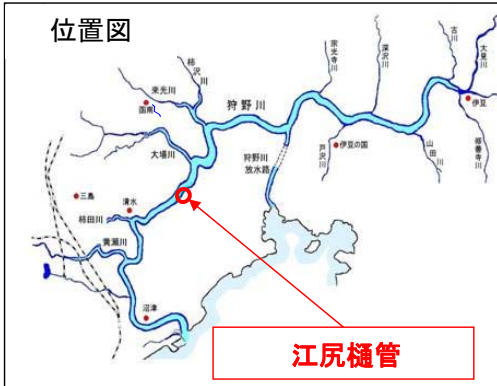 位置図
柿沢川
来光川
函南
大場川
狩野川
宗光寺川
深沢川
古川
大見川
伊豆
修善寺川
山田川
伊豆の国
戸沢川
狩野川
放水路
三島
清水
柿田川
黄瀬川
沼津
江尻樋管